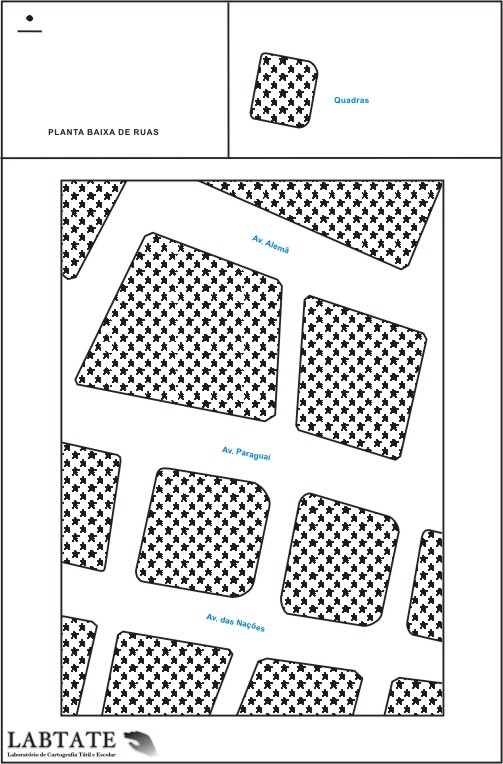 PLANTA BAIXA DE RUAS
Quadras
Av. Alemã
Av. Paraguai
Av. das Nações
LABTATE
Laboratório de Cartografia Tátil e Escolar